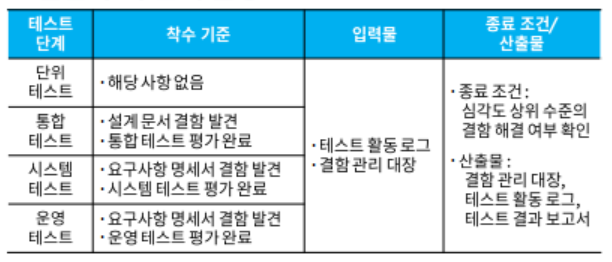 테스트
단계
착수 기준
입력물
종료 조건/
산출물
단위
테스트
· 해당 사항 없음
통합
테스트
· 설계 문서 결함 발견
· 통합 테스트 평가 완료
시스템
테스트
· 요구사항 명세서 결함 발견
· 시스템 테스트 평가 완료
운영
테스트
· 요구사항 명세서 결함 발견
· 운영 테스트 평가 완료
· 테스트 활동 로그
· 결함 관리 대장
· 종료 조건 :
심각도 상위 수준의
결함 해결 여부 확인
· 산출물 :
결함 관리 대장,
테스트 활동 로그,
테스트 결과 보고서